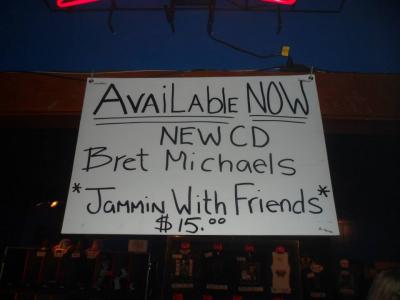 AvaiLable NOW
NEW CD
Bret Michaels
*Jammin With Friends*
$15.00